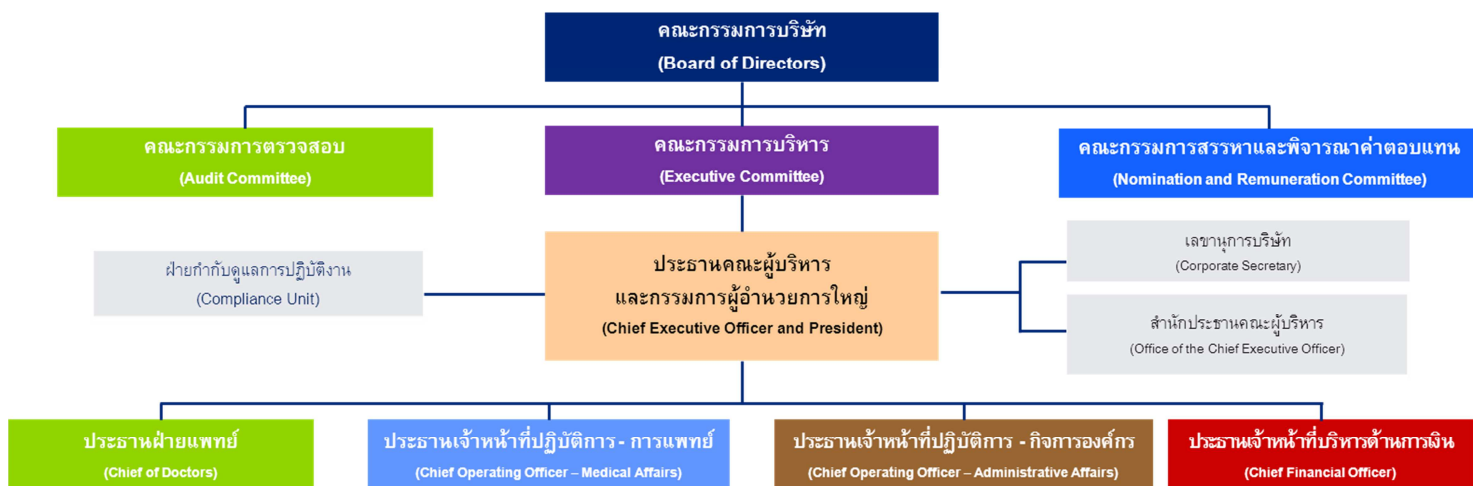 คณะกรรมการบริษัท
(Board of Directors)
คณะกรรมการตรวจสอบ
(Audit Committee)
คณะกรรมการบริหาร
(Executive Committee)
คณะกรรมการสรรหาและพิจารณาค่าตอบแทน
(Nomination and Remuneration Committee)
ฝ่ายกำกับดูแลการปฏิบัติงาน
(Compliance Unit)
ประธานคณะผู้บริหาร
และกรรมการผู้อำนวยการใหญ่
(Chief Executive Officer and President)
เลขานุการบริษัท
(Corporate Secretary)
สำนักประธานคณะผู้บริหาร
(Office of the Chief Executive Officer)
ประธานฝ่ายแพทย์
(Chief of Doctors)
ประธานเจ้าหน้าที่ปฏิบัติการ - การแพทย์
(Chief Operating Officer – Medical Affairs)
ประธานเจ้าหน้าที่ปฏิบัติการ - กิจการองค์กร
(Chief Operating Officer – Administrative Affairs)
ประธานเจ้าหน้าที่บริหารด้านการเงิน
(Chief Financial Officer)